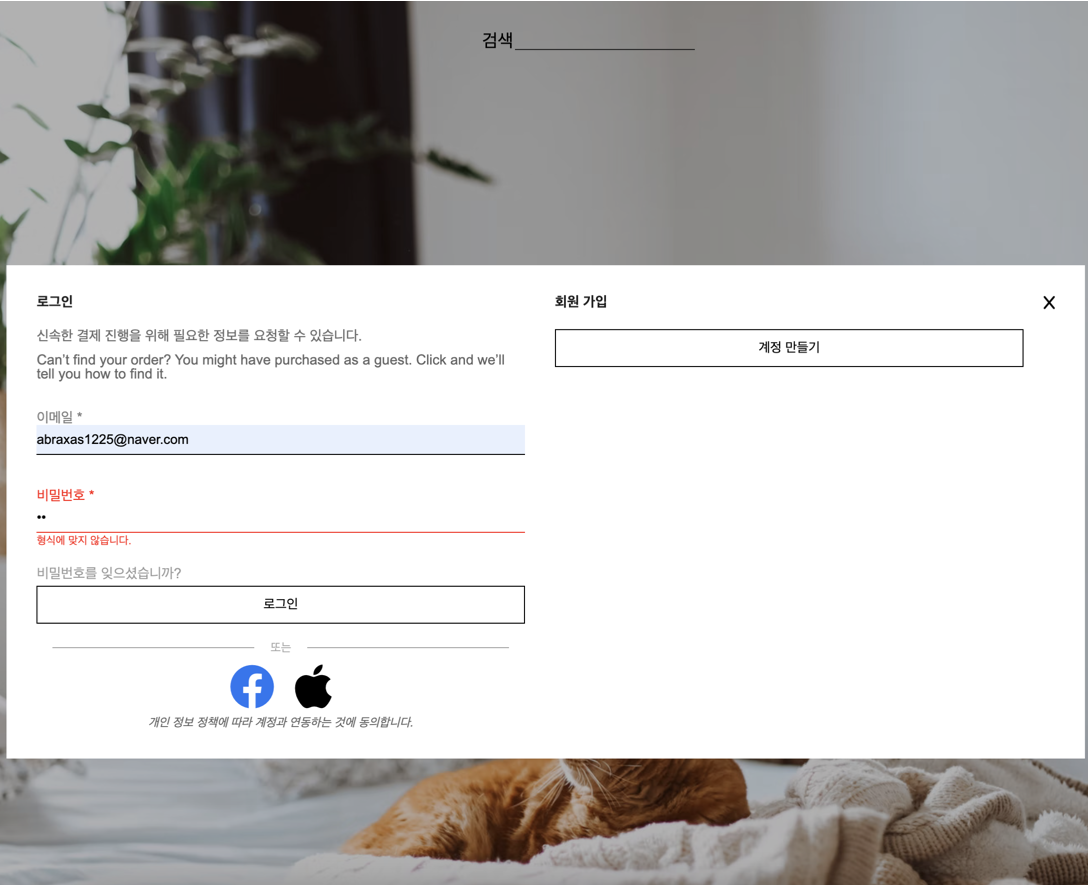 검색
로그인
신속한 결제 진행을 위해 필요한 정보를 요청할 수 있습니다.
Can't find your order? You might have purchased as a guest. Click and we'll
tell you how to find it.
이메일 *
abraxas1225@naver.com
비밀번호 *
••
형식에 맞지 않습니다.
비밀번호를 잊으셨습니까?
로그인
또는
개인 정보 정책에 따라 계정과 연동하는 것에 동의합니다.
회원 가입
X
계정 만들기